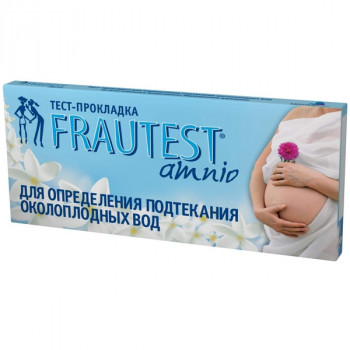 ТЕСТ-ПРОКЛАДКА
FRAUTEST®
amnio
ДЛЯ ОПРЕДЕЛЕНИЯ ПОДТЕКАНИЯ
ОКОЛОПЛОДНЫХ ВОД